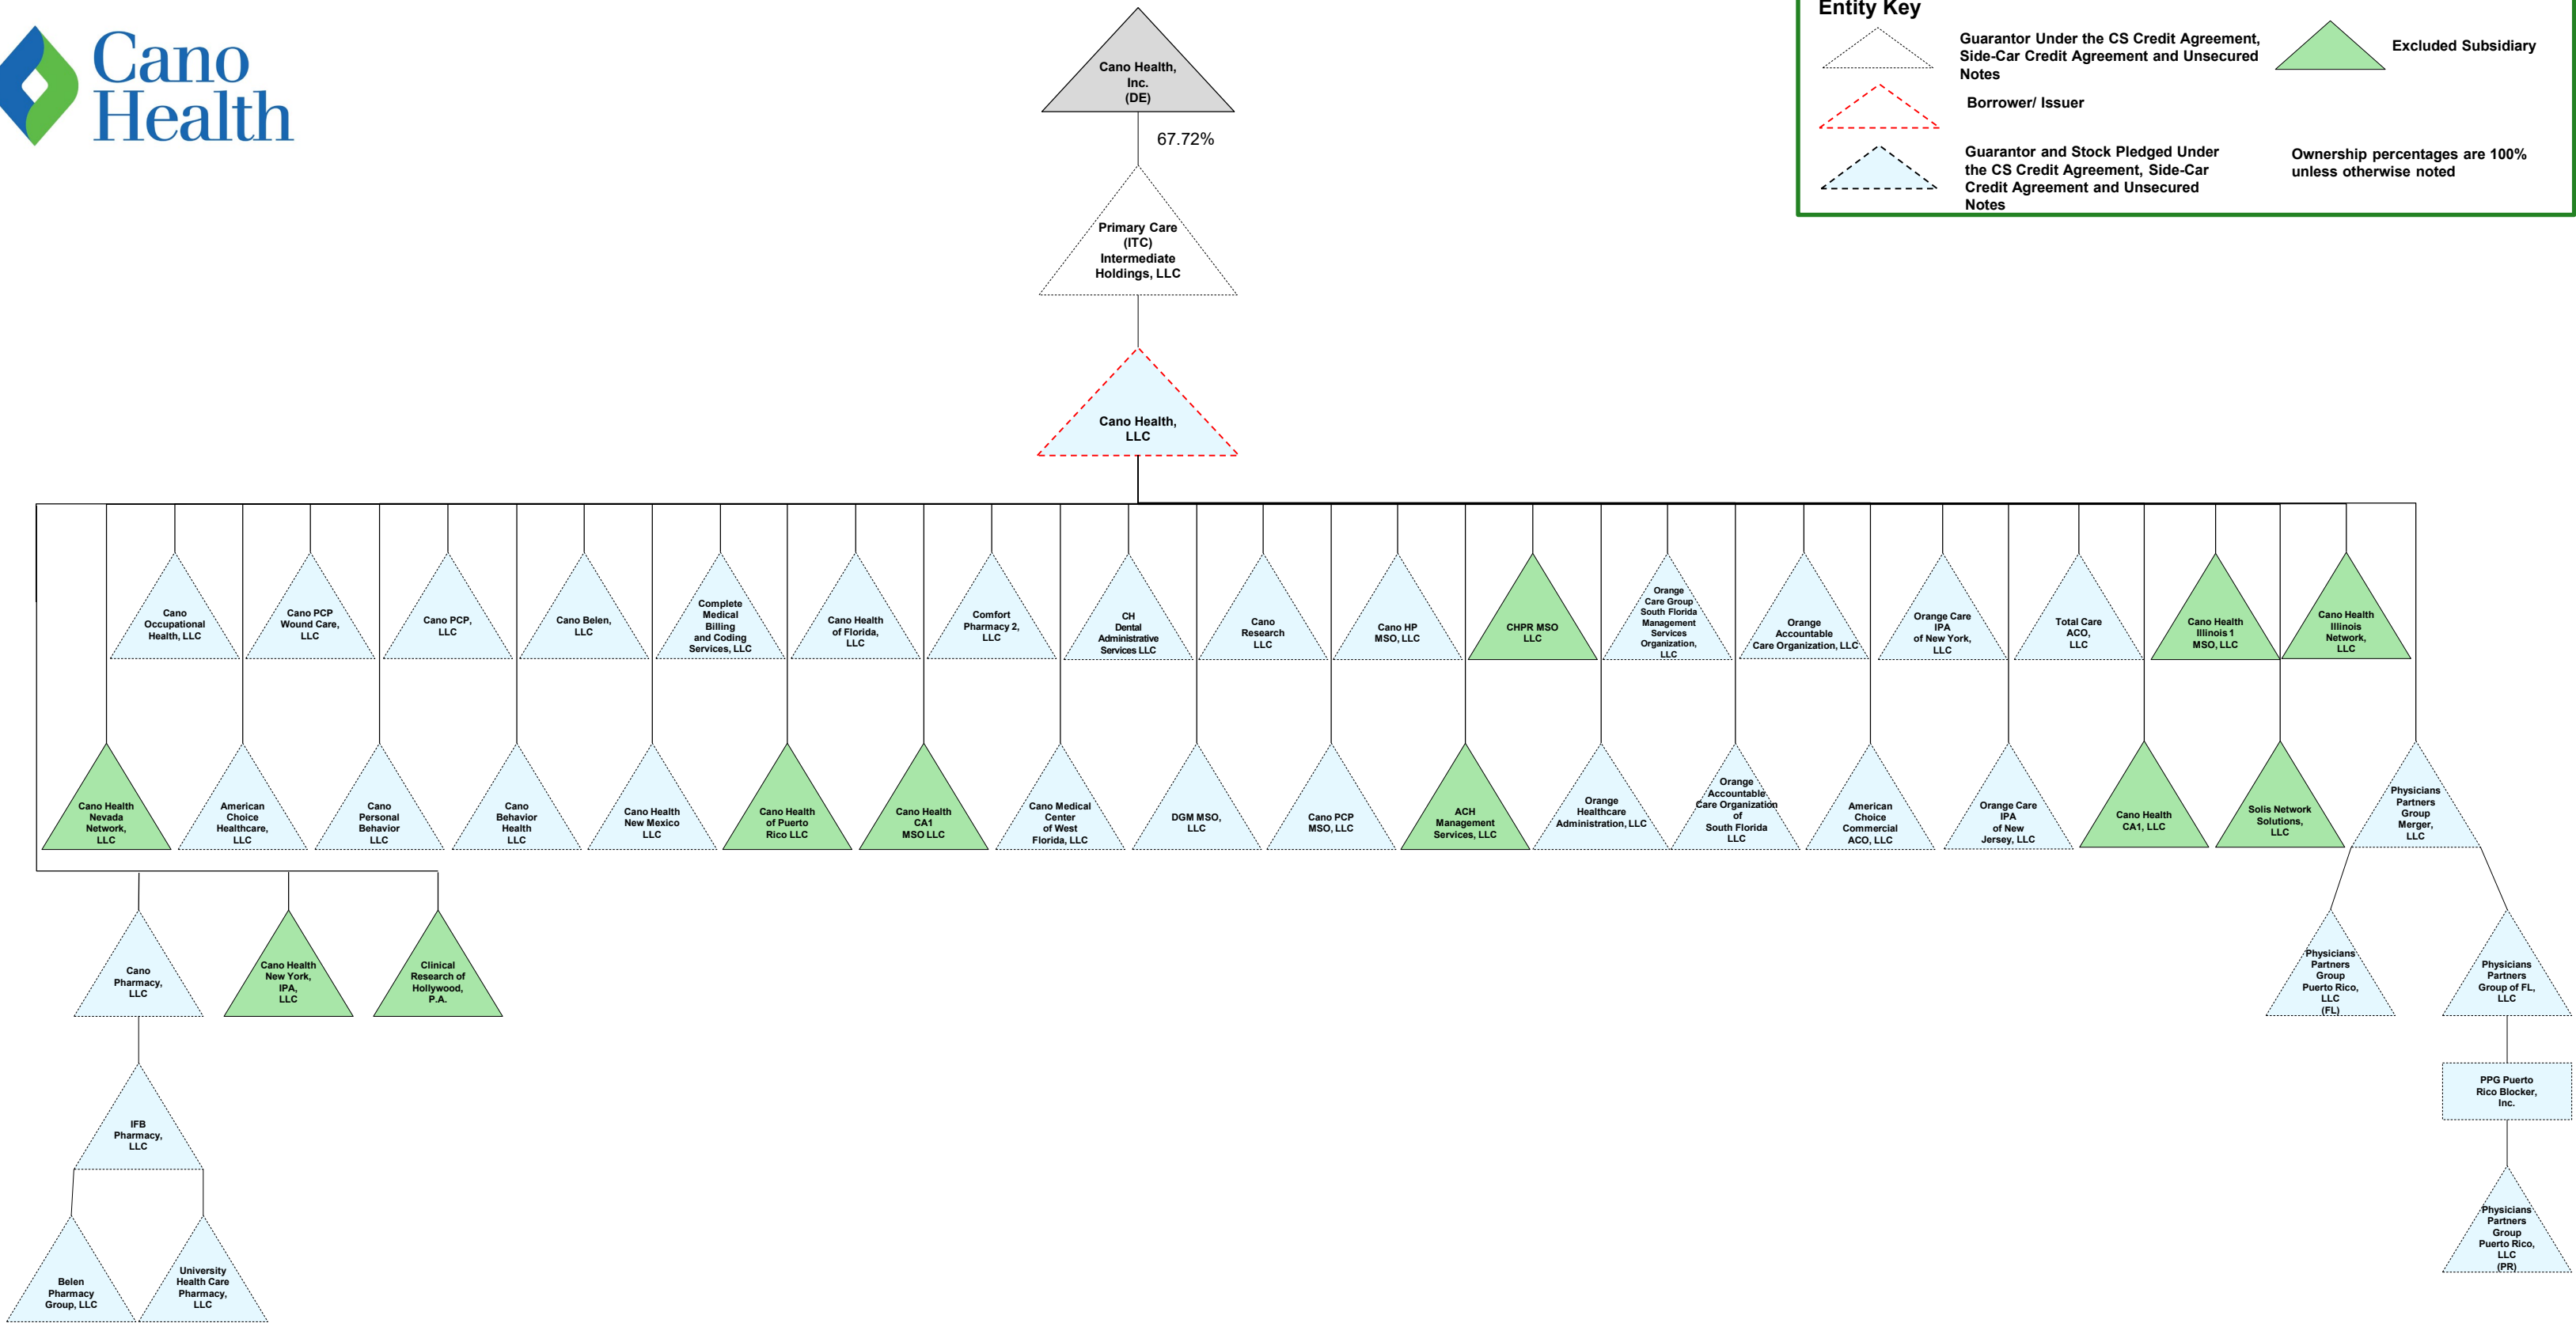 Cano
Health
Entity Key
Guarantor Under the CS Credit Agreement,
Side-Car Credit Agreement and Unsecured
Notes
Excluded Subsidiary
Borrower/ Issuer
Guarantor and Stock Pledged Under
the CS Credit Agreement, Side-Car
Credit Agreement and Unsecured
Notes
Ownership percentages are 100%
unless otherwise noted
Cano Health,
Inc.
(DE)
67.72%
Primary Care
(ITC)
Intermediate
Holdings, LLC
Cano Health,
LLC
Cano
Occupational
Health, LLC
Cano PCP
Wound Care,
LLC
Cano PCP,
LLC
Cano Belen,
LLC
Complete
Medical
Billing
and Coding
Services, LLC
Cano Health
of Florida,
LLC
Comfort
Pharmacy 2,
LLC
CH
Dental
Administrative
Services LLC
Cano
Research
LLC
Cano HP
MSO, LLC
CHPR MSO
LLC
Orange
Care Group
South Florida
Management
Services
Organization,
LLC
Orange
Accountable
Care Organization, LLC
Orange Care
IPA
of New York,
LLC
Total Care
ACO,
LLC
Cano Health
Illinois 1
MSO, LLC
Cano Health
Illinois
Network,
LLC
Cano Health
Nevada
Network,
LLC
American
Choice
Healthcare,
LLC
Cano
Personal
Behavior
LLC
Cano
Behavior
Health
LLC
Cano Health
New Mexico
LLC
Cano Health
of Puerto
Rico LLC
Cano Health
CA1
MSO LLC
Cano Medical
Center
of West
Florida, LLC
DGM MSO,
LLC
Cano PCP
MSO, LLC
ACH
Management
Services, LLC
Orange
Healthcare
Administration, LLC
Orange
Accountable
Care Organization
of
South Florida
LLC
American
Choice
Commercial
ACO, LLC
Orange Care
IPA
of New
Jersey, LLC
Cano Health
CA1, LLC
Solis Network
Solutions,
LLC
Physicians
Partners
Group
Merger,
LLC
Cano
Pharmacy,
LLC
Cano Health
New York,
IPA,
LLC
Clinical
Research of
Hollywood,
P.A.
Physicians
Partners
Group
Puerto Rico,
LLC
(FL)
Physicians
Partners
Group of FL,
LLC
IFB
Pharmacy,
LLC
PPG Puerto
Rico Blocker,
Inc.
Belen
Pharmacy
Group, LLC
University
Health Care
Pharmacy,
LLC
Physicians
Partners
Group
Puerto Rico,
LLC
(PR)